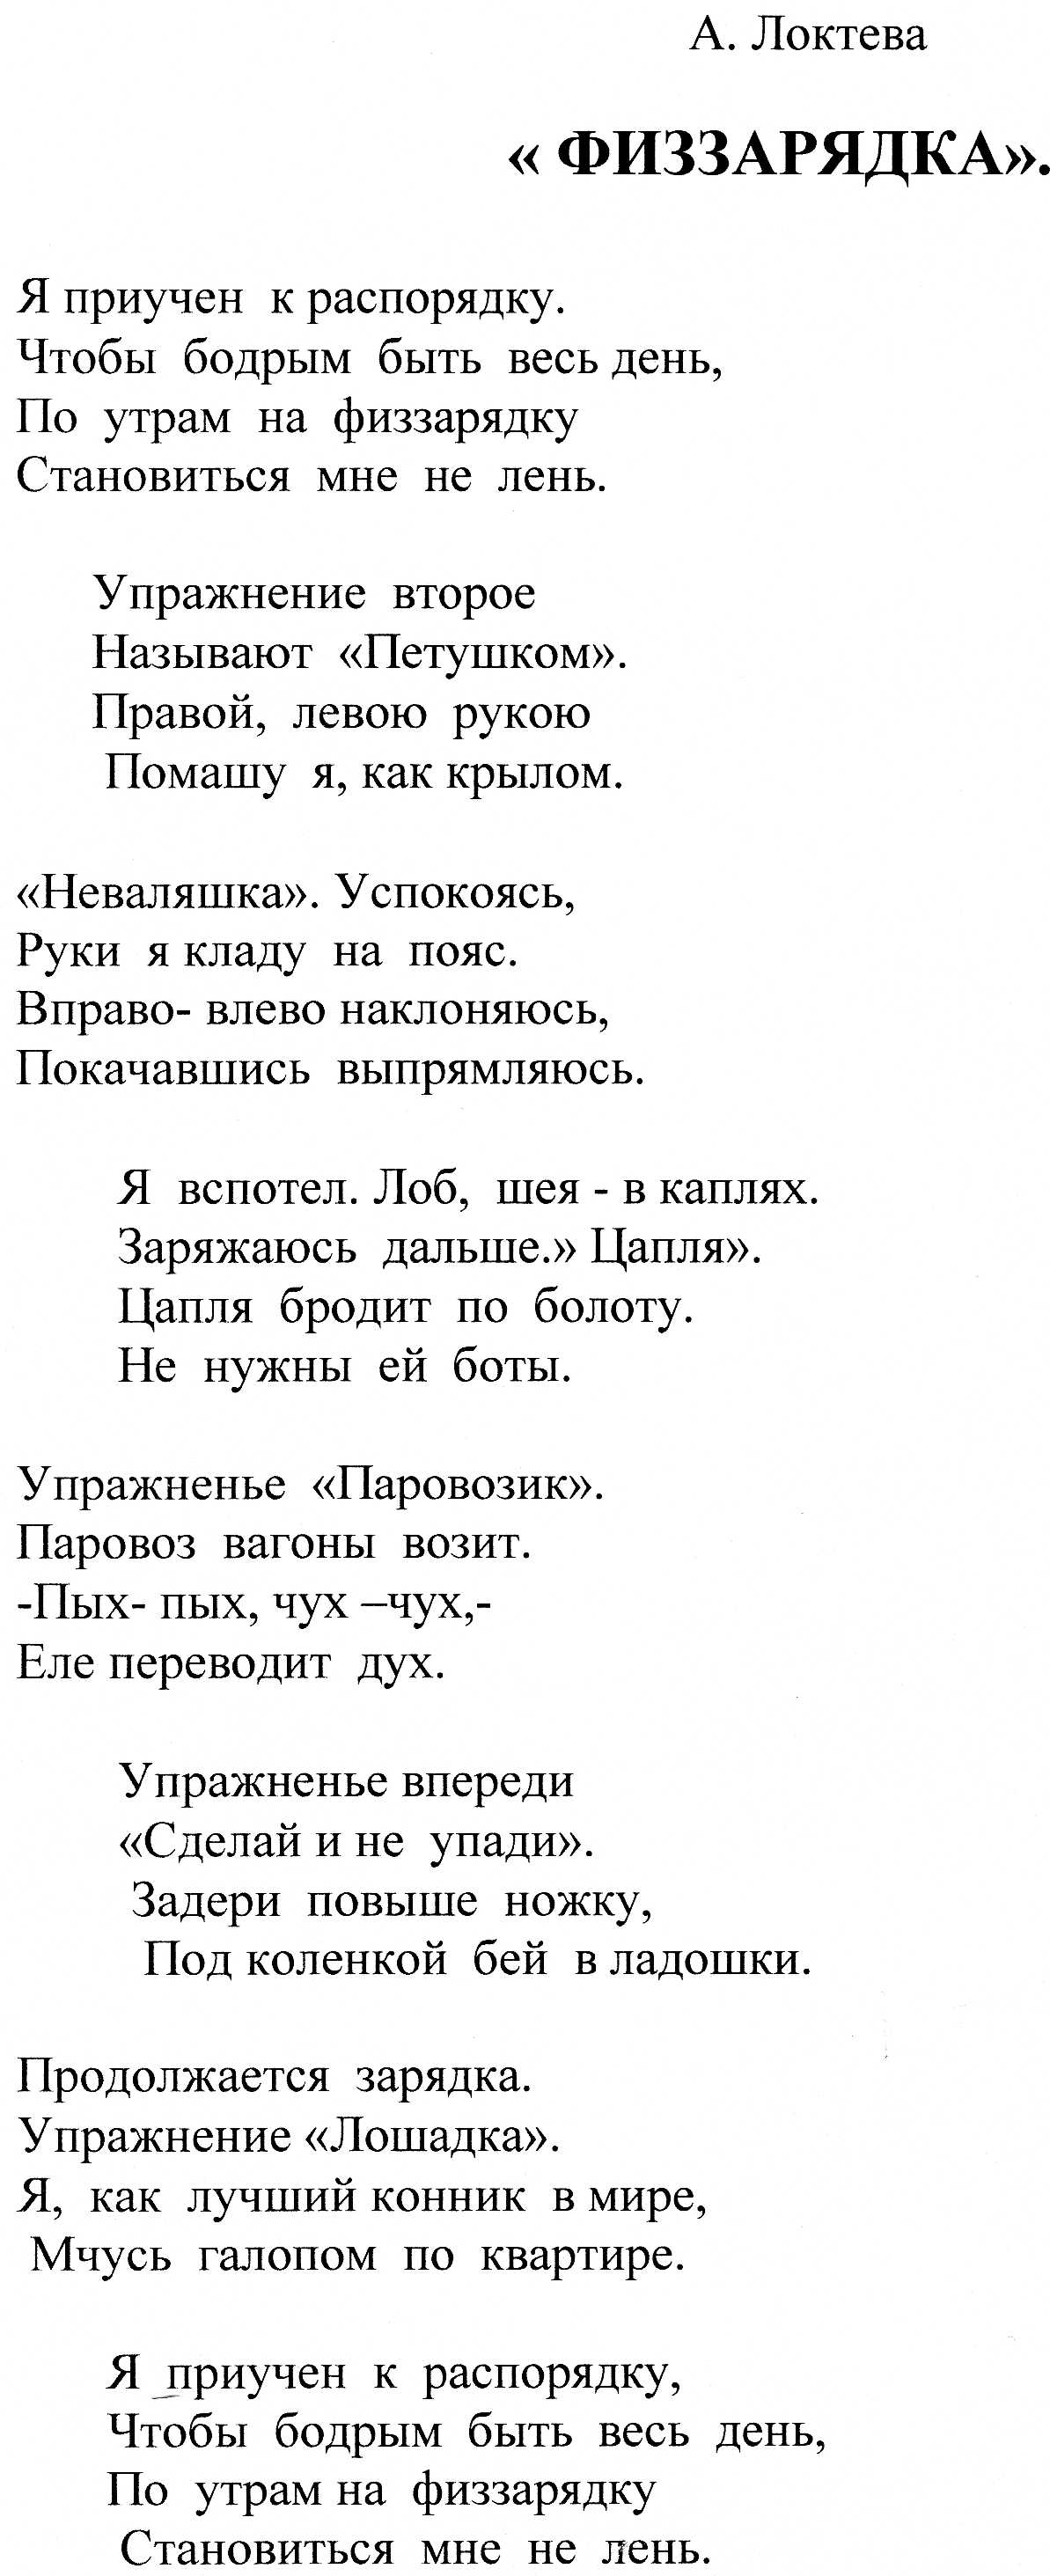 А. Локтева
« ФИЗЗАРЯДКА».
Я приучен к распорядку.
Чтобы бодрым быть весь день,
По утрам на физзарядку
Становиться мне не лень.
Упражнение второе
Называют «Петушком».
Правой, левою рукою
Помашу я, как крылом.
«Неваляшка». Успокоясь,
Руки я кладу на пояс.
Вправо- влево наклоняюсь,
Покачавшись выпрямляюсь.
Я вспотел. Лоб, шея - в каплях.
Заряжаюсь дальше.» Цапля».
Цапля бродит по болоту.
Не нужны ей боты.
Упражненье «Паровозик».
Паровоз вагоны возит.
-Пых- пых, чух –чух,-
Еле переводит дух.
Упражненье впереди
«Сделай и не упади».
Задери повыше ножку,
Под коленкой бей в ладошки.
Продолжается зарядка.
Упражнение «Лошадка».
Я, как лучший конник в мире,
Мчусь галопом по квартире.
Я приучен к распорядку,
Чтобы бодрым быть весь день,
По утрам на физзарядку
Становиться мне не лень.